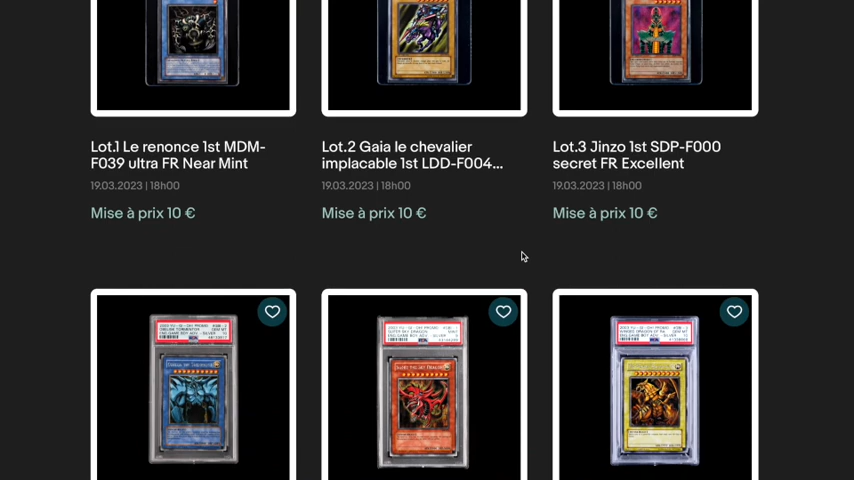 Lot.1 Le renonce 1st MDM-
F039 ultra FR Near Mint
19.03.2023 | 18h00
Mise à prix 10 €
Lot.2 Gaia le chevalier
implacable 1st LDD-F004...
19.03.2023 | 18h00
Mise à prix 10 €
Lot.3 Jinzo 1st SDP-F000
secret FR Excellent
19.03.2023 | 18h00
Mise à prix 10 €